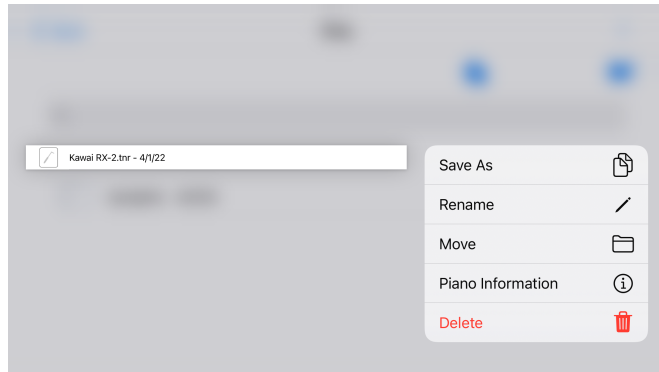 Kawai RX-2.tnr - 4/1/22
Save As
Rename
Move
Piano Information
Delete